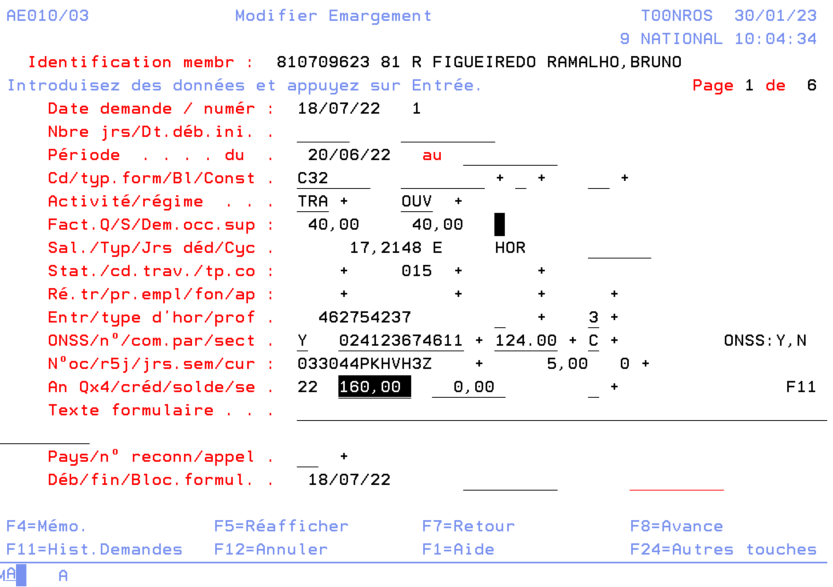 AE010/03 Modifier Emargement T00NROS 30/01/23
9 NATIONAL 10:04:34
Identification membr : 810709623 81 R FIGUEIREDO RAMALHO,BRUNO
Introduisez des données et appuyez sur Entrée. Page 1 de 6
Date demande / numér : 18/07/22 1
Nbre jrs/Dt.déb.ini. .
Période . . . . du . 20/06/22 au
Cd/typ.form/Bl/Const . C32 + + +
Activité/régime . . . TRA + OUV +
Fact.Q/S/Dem.occ.sup : 40,00 40,00
Sal./Typ/Jrs déd/Cyc . 17,2148 E HOR
Stat./cd.trav./tp.co : + 015 + +
Ré.tr/pr.empl/fon/ap : + + + +
Entr/type d'hor/prof . 462754237 + 3 +
ONSS/n°/com.par/sect . Y 024123674611 + 124.00 + C + ONSS:Y,N
N°oc/r5j/jrs.sem/cur : 033044PKHVH3Z + 5,00 0 +
An Qx4/créd/solde/se . 22 160,00 0,00 + F11
Texte formulaire . . .
Pays/n° reconn/appel . +
Déb/fin/Bloc.formul. . 18/07/22
F4=Mémo. F5=Réafficher F7=Retour F8=Avance
F11=Hist.Demandes F12=Annuler F1=Aide F24=Autres touches
MA A